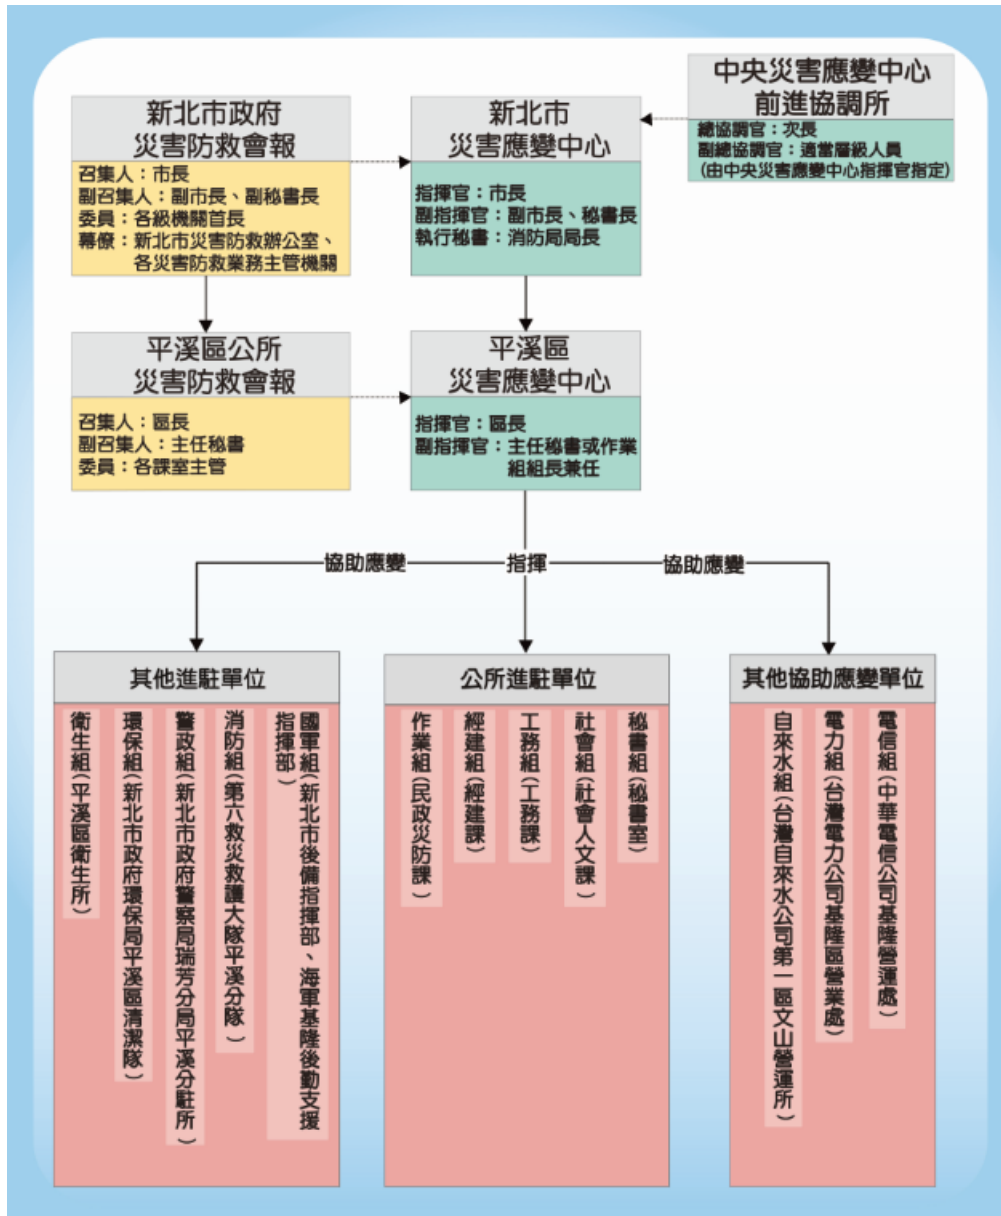 新北市政府
災害防救會報
召集人：市長
副召集人：副市長、副秘書長
委員：各級機關首長
幕僚：新北市災害防救辦公室、
各災害防救業務主管機關
新北市
災害應變中心
指揮官：市長
副指揮官：副市長、秘書長
執行秘書：消防局局長
中央災害應變中心
前進協調所
總協調官：次長
副總協調官：適當層級人員
(由中央災害應變中心指揮官指定)
平溪區公所
災害防救會報
召集人：區長
副召集人：主任秘書
委員：各課室主管
平溪區
災害應變中心
指揮官：區長
副指揮官：主任秘書或作業
組組長兼任
協助應變
指揮
協助應變
其他進駐單位
國軍組(新北市後備指揮部、海軍基隆後勤支援
指揮部)
消防組(第六救災救護大隊平溪分隊)
警政組(新北市政府警察局瑞芳分局平溪分駐所)
環保組(新北市政府環保局平溪區清潔隊)
衛生組(平溪區衛生所)
公所進駐單位
秘書組(秘書室)
社會組(社會人文課)
工務組(工務課)
經建組(經建課)
作業組(民政災防課)
其他協助應變單位
電信組(中華電信公司基隆營運處)
電力組(台灣電力公司基隆區營業處)
自來水組(台灣自來水公司第一區文山營運所)